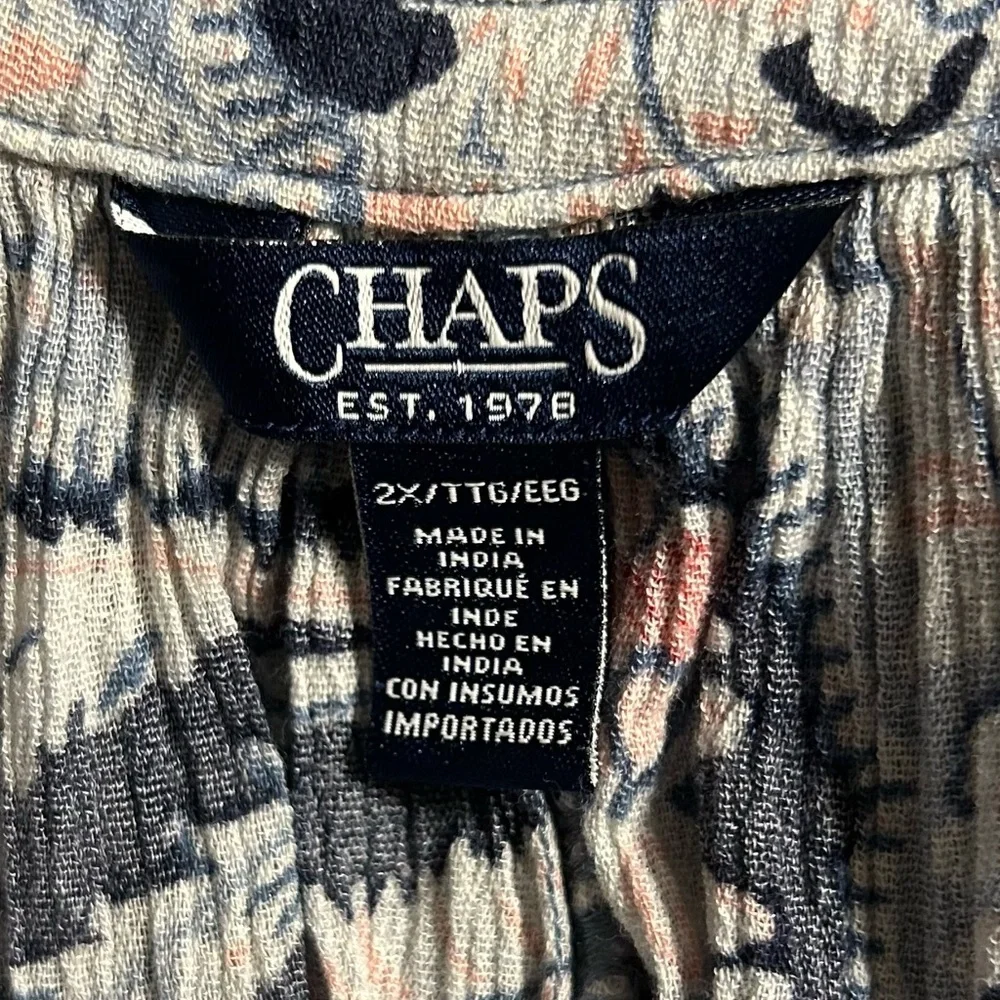 CHAPS
EST. 1978
2X/TTG/EEG
MADE IN
INDIA
FABRIQUÉ EN
INDE
HECHO EN
INDIA
CON INSUMOS
IMPORTADOS